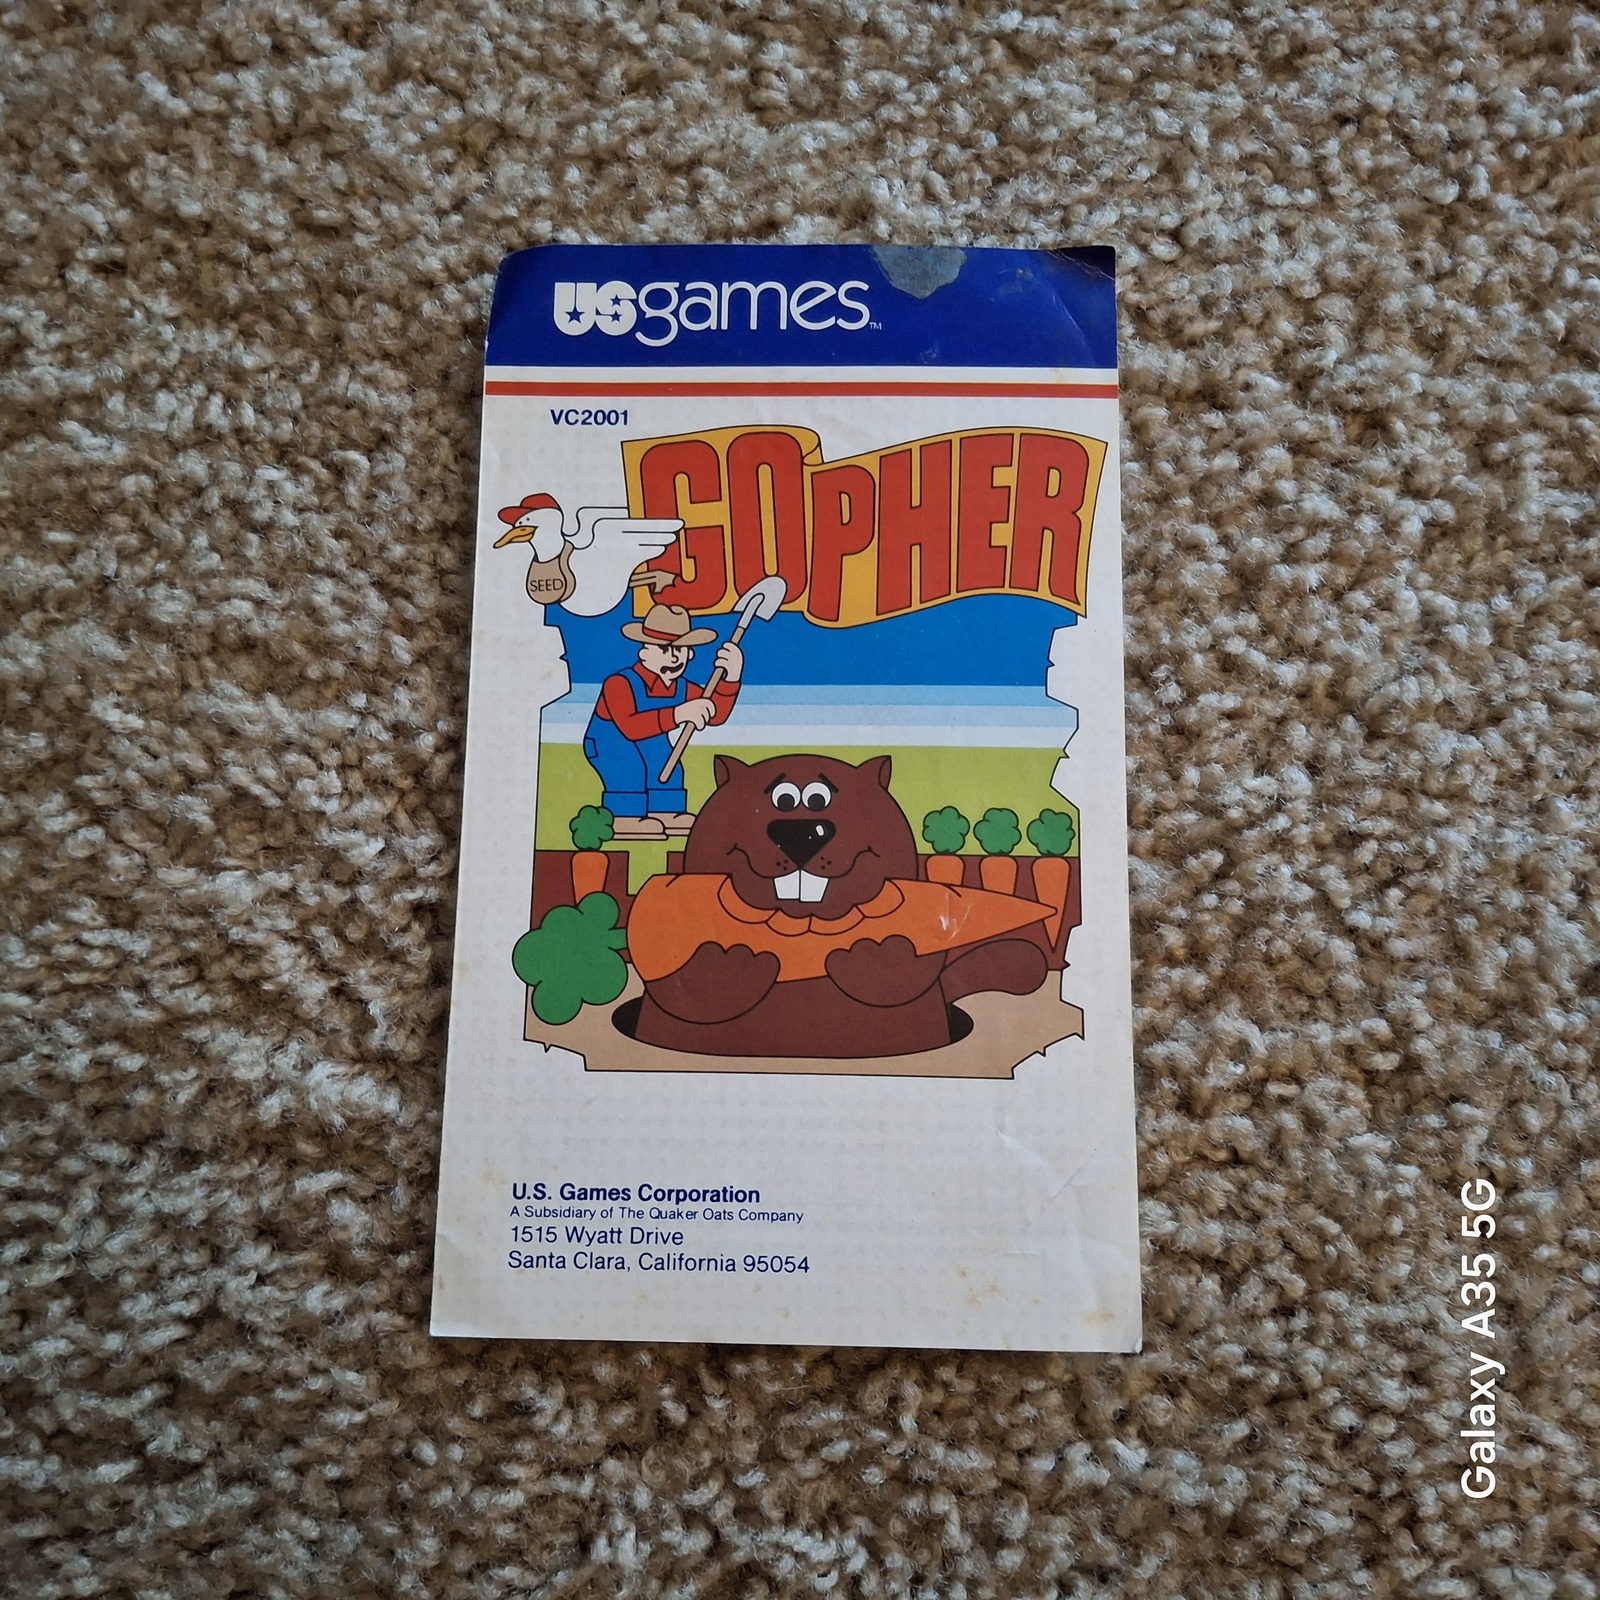 usgames™
VC2001
GOPHER
SEED
U.S. Games Corporation
A Subsidiary of The Quaker Oats Company
1515 Wyatt Drive
Santa Clara, California 95054
Galaxy A35 5G